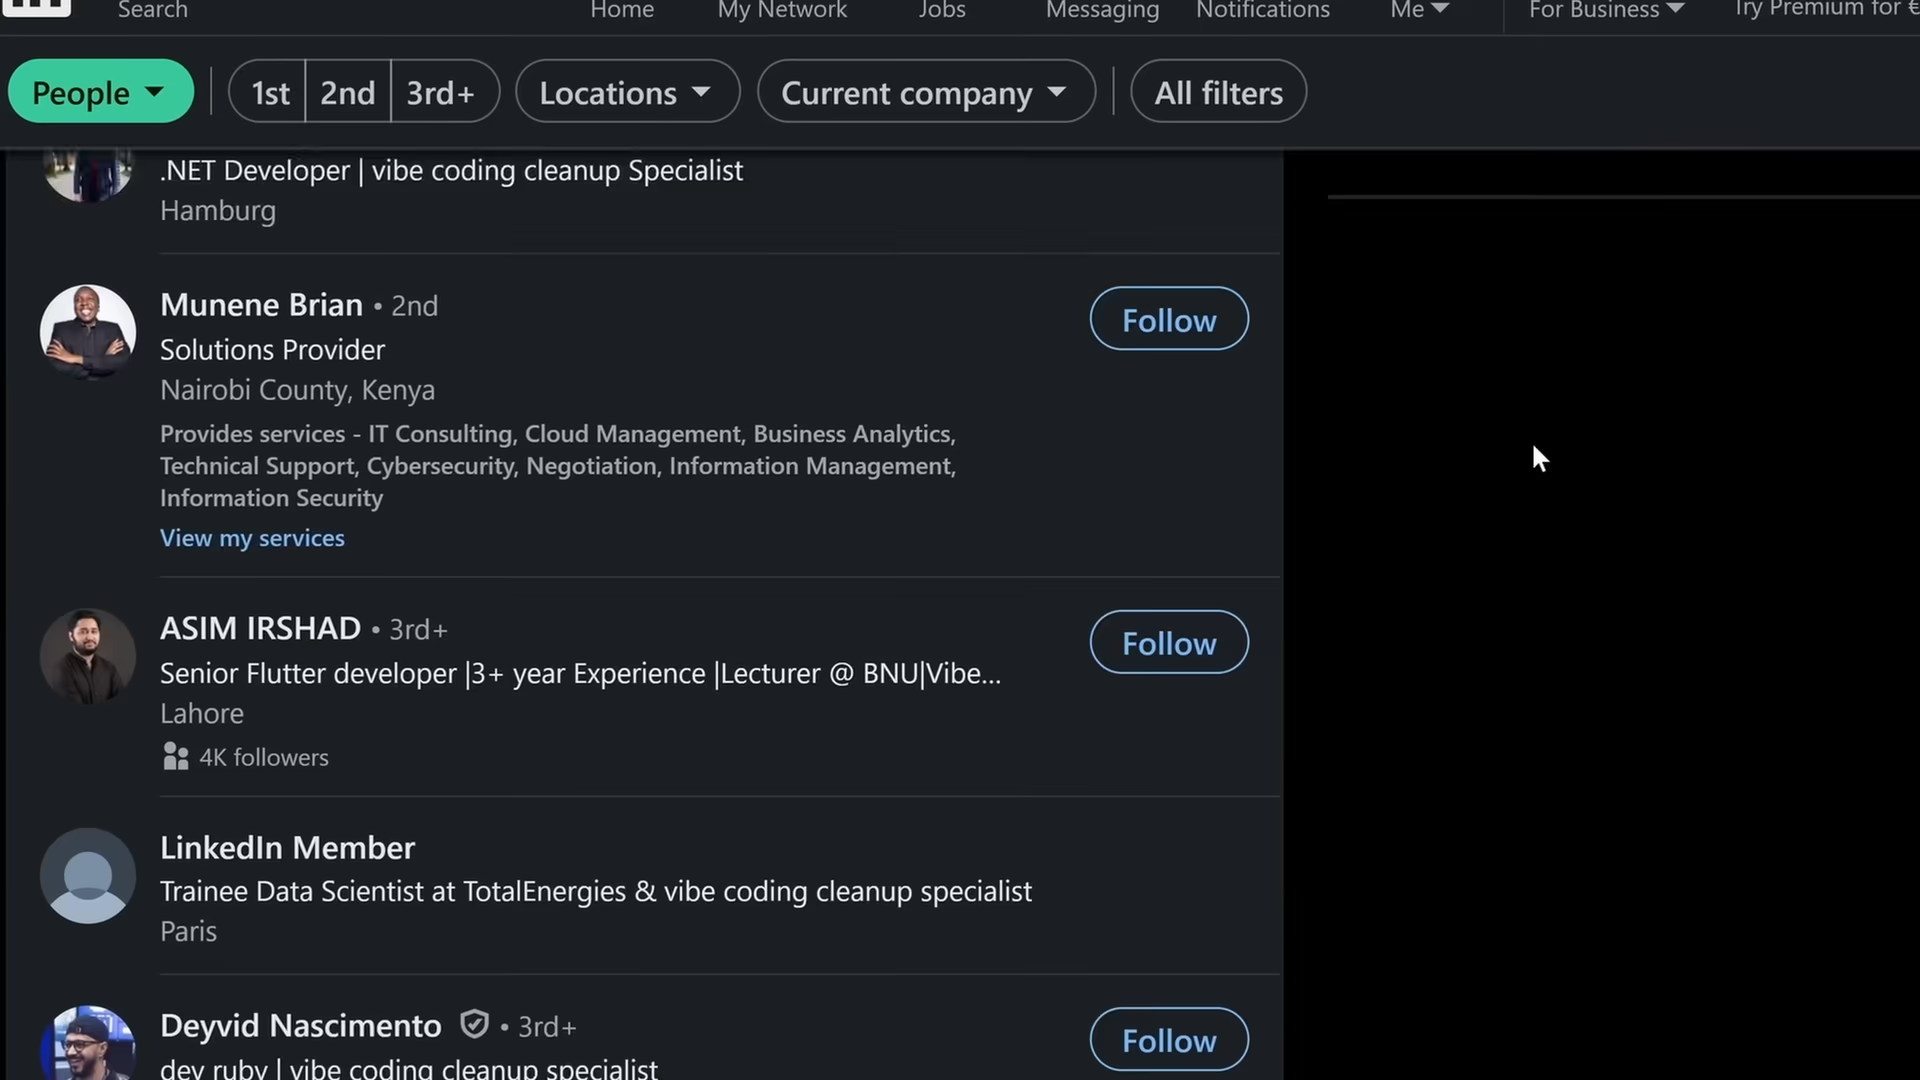 Search
Home
My Network
Jobs
Messaging
Notifications
Me
For Business
Try Premium for €
People
1st
2nd
3rd+
Locations
Current company
All filters
.NET Developer | vibe coding cleanup Specialist
Hamburg
Munene Brian • 2nd
Follow
Solutions Provider
Nairobi County, Kenya
Provides services - IT Consulting, Cloud Management, Business Analytics,
Technical Support, Cybersecurity, Negotiation, Information Management,
Information Security
View my services
ASIM IRSHAD • 3rd+
Follow
Senior Flutter developer |3+ year Experience |Lecturer @ BNU|Vibe...
Lahore
4K followers
LinkedIn Member
Trainee Data Scientist at TotalEnergies & vibe coding cleanup specialist
Paris
Deyvid Nascimento • 3rd+
Follow
dev ruby | vibe coding cleanup specialist